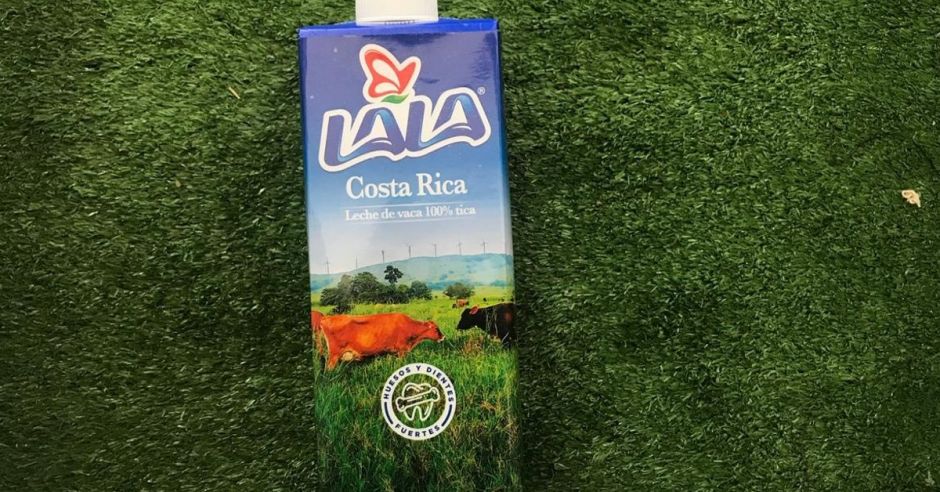 LALA®
Costa Rica
Leche de vaca 100% tica
HUESOS Y DIENTES
FUERTES